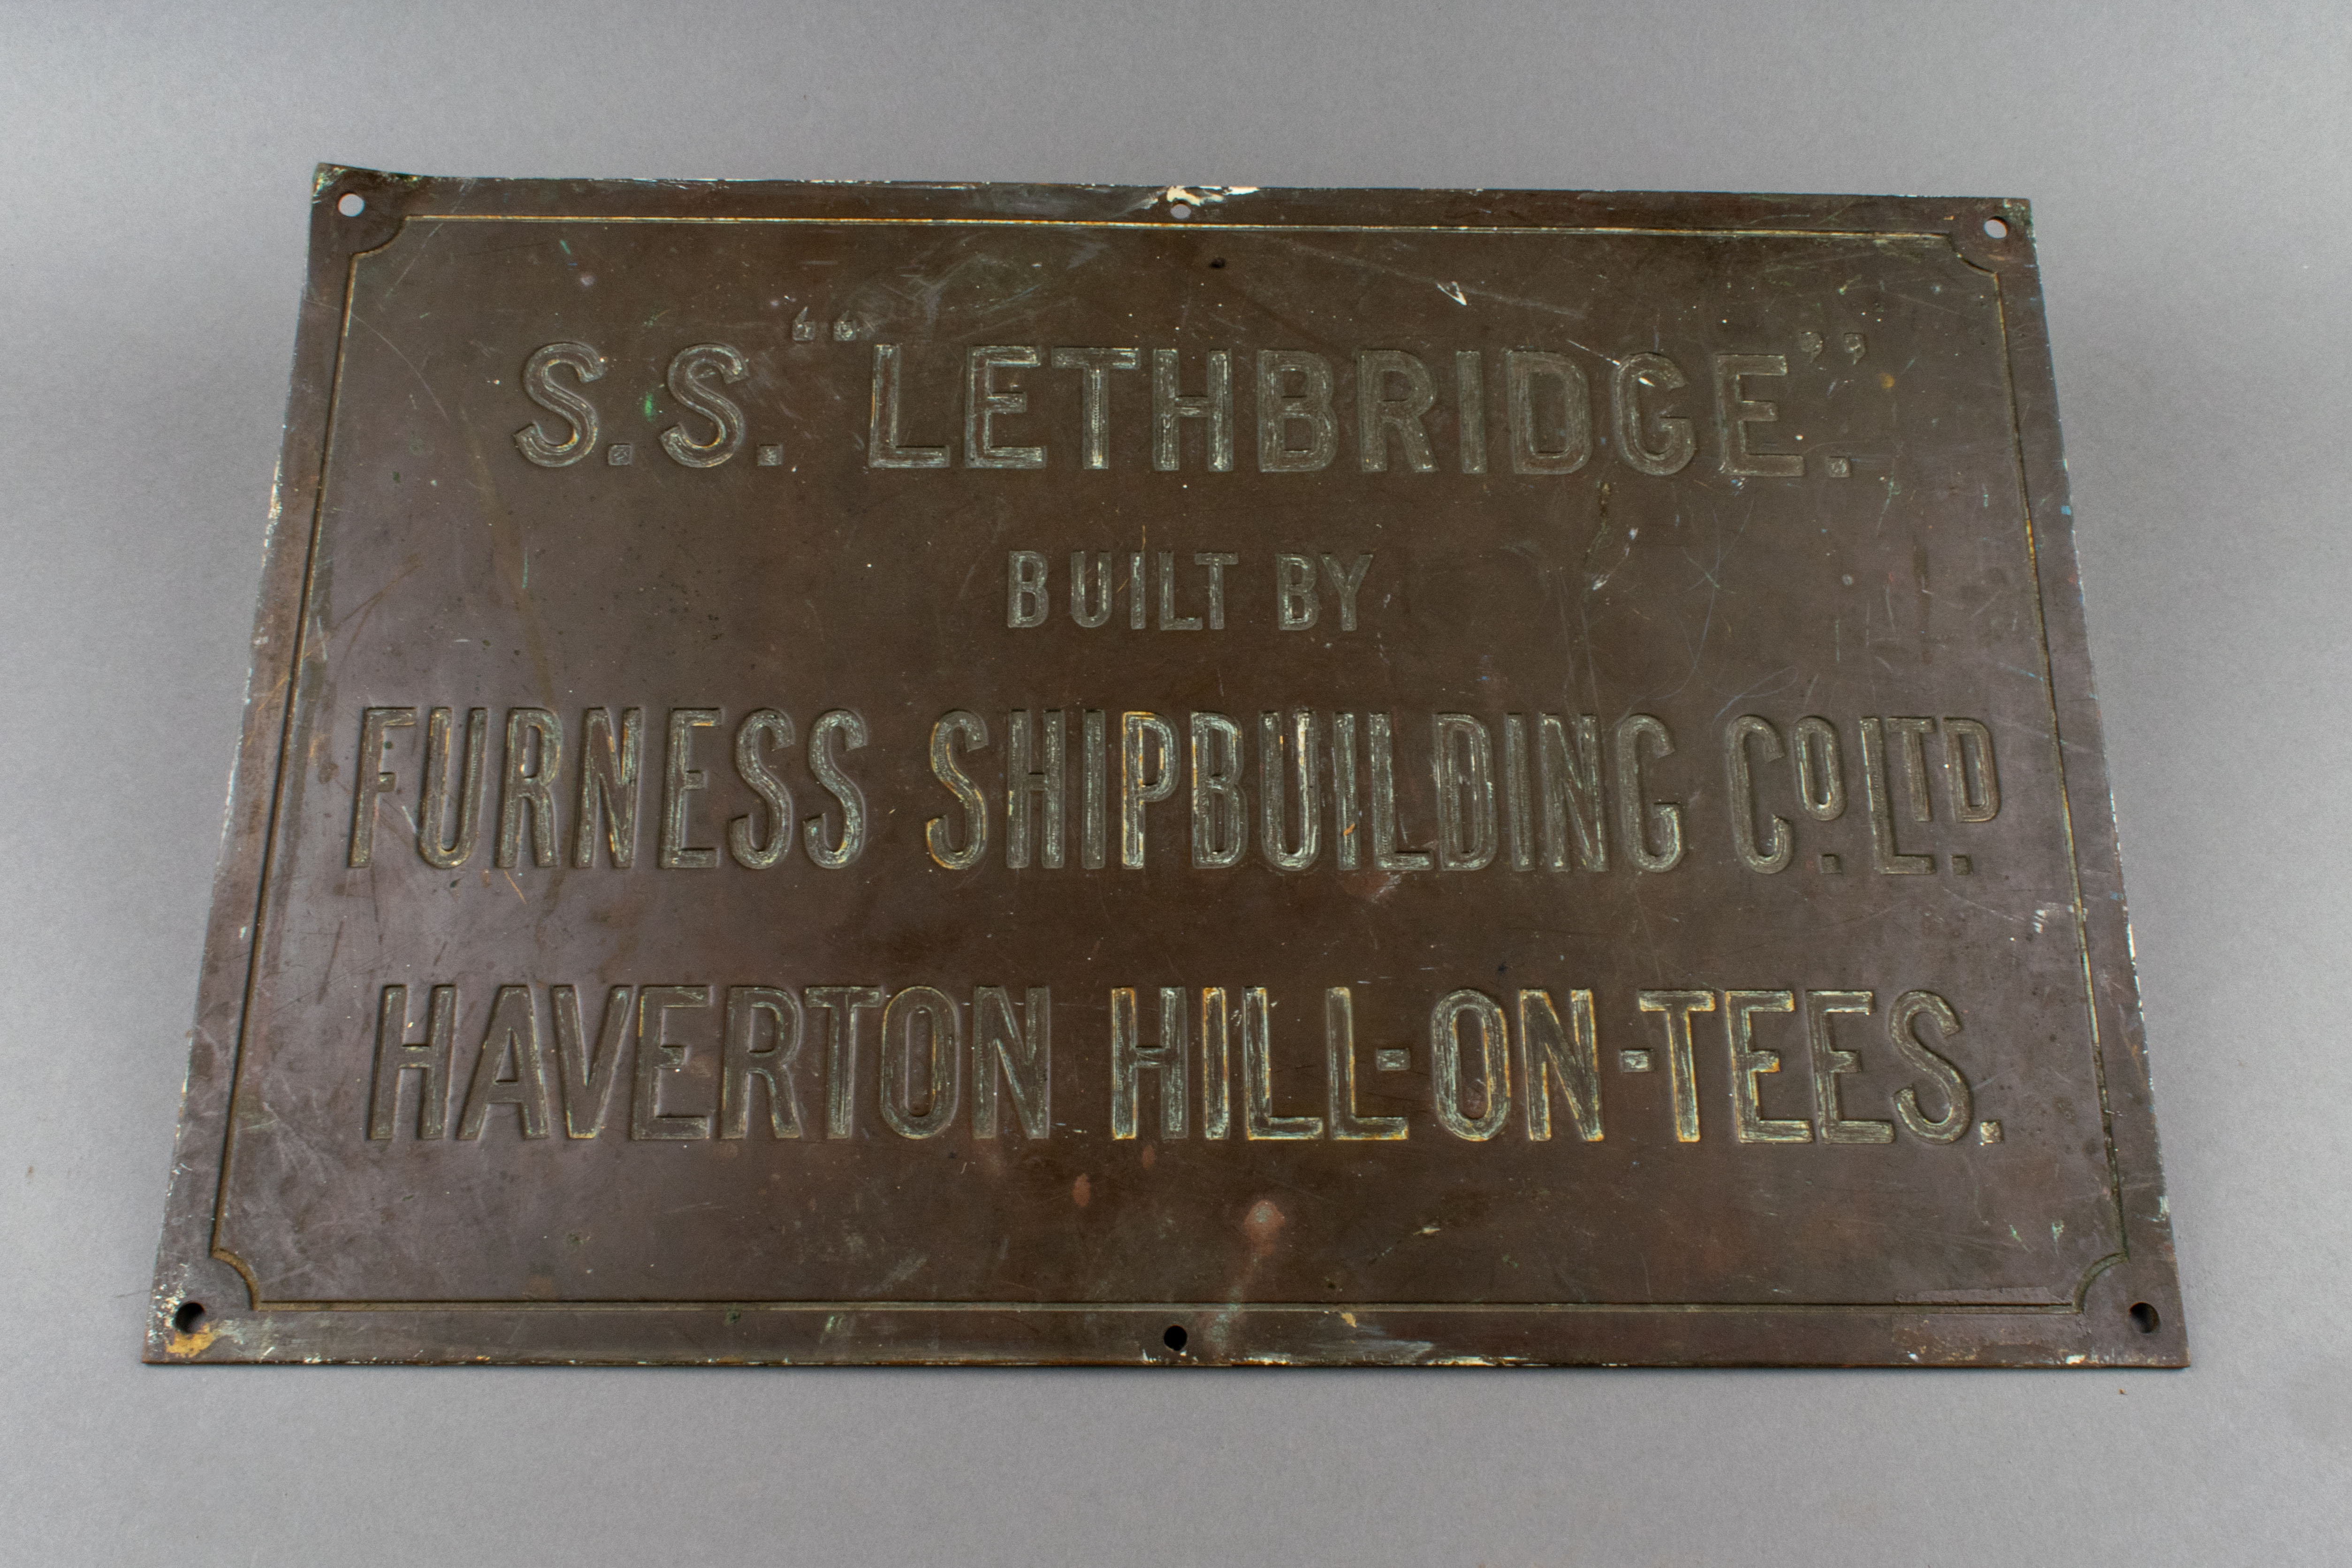 S.S. “LETHBRIDGE.”
BUILT BY
FURNESS SHIPBUILDING CO. LTD.
HAVERTON HILL-ON-TEES.